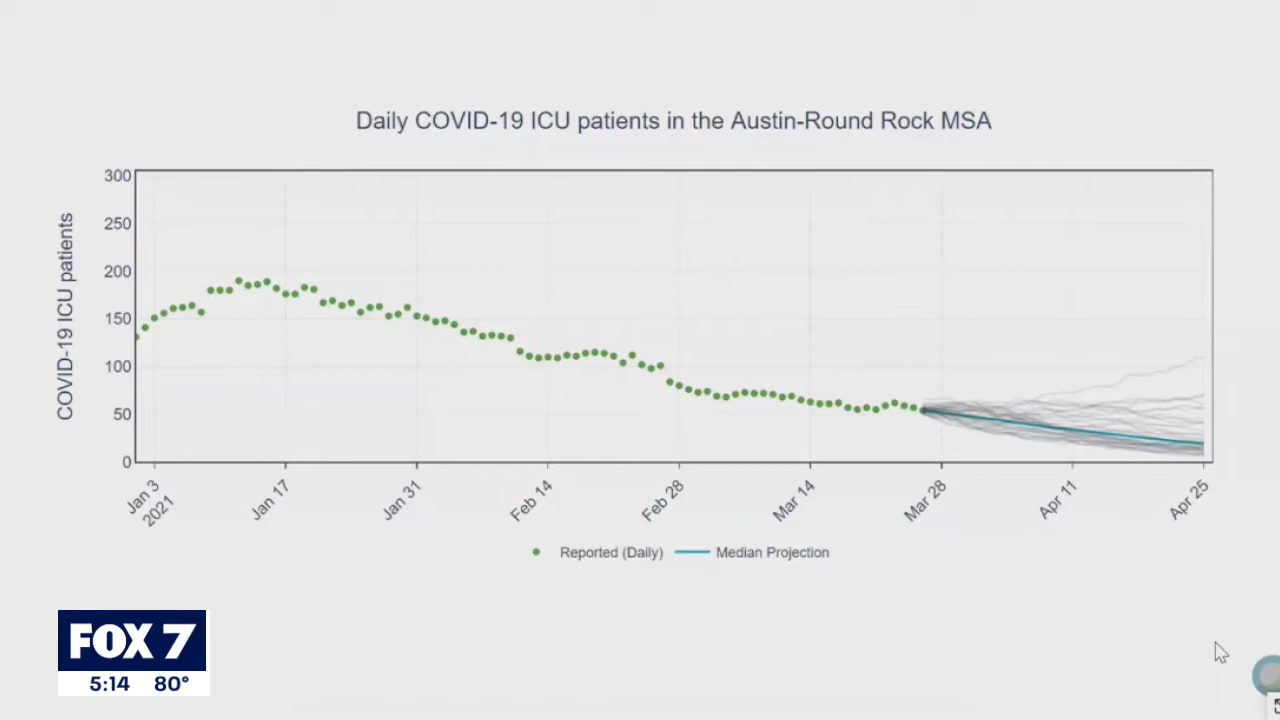 Daily COVID-19 ICU patients in the Austin-Round Rock MSA
COVID-19 ICU patients
300
250
200
150
100
50
0
Jan 3
2021
Jan 17
Jan 31
Feb 14
Feb 28
Mar 14
Mar 28
Apr 11
Apr 25
Reported (Daily)
Median Projection
FOX 7
5:14 80°